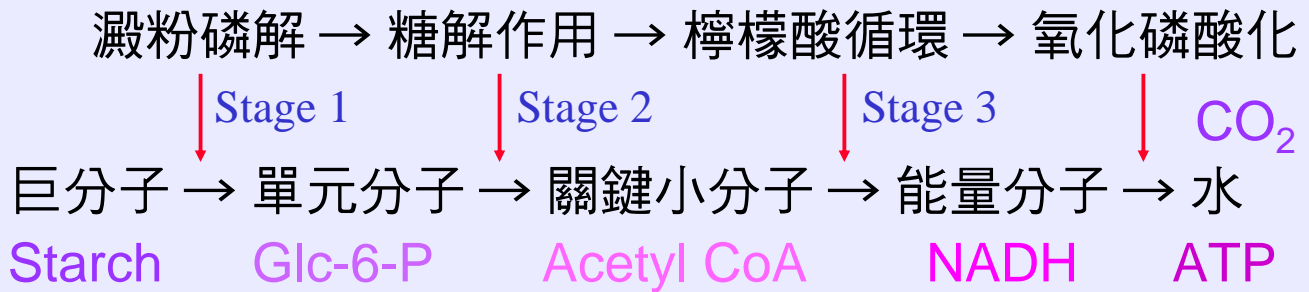 澱粉磷解 → 糖解作用 → 檸檬酸循環 → 氧化磷酸化
Stage 1 Stage 2 Stage 3 CO₂
巨分子 → 單元分子 → 關鍵小分子 → 能量分子 → 水
Starch Glc-6-P Acetyl CoA NADH ATP